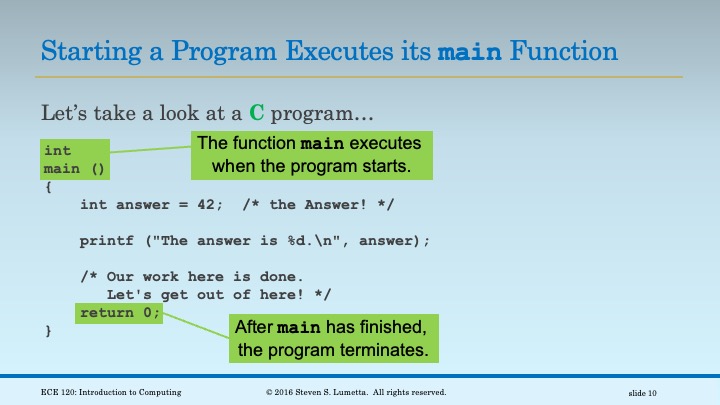 Starting a Program Executes its main Function
Let’s take a look at a C program…
int
main ()
The function main executes
when the program starts.
{
int answer = 42;  /* the Answer! */
printf ("The answer is %d.\n", answer);
/* Our work here is done.
Let's get out of here! */
return 0;
}
After main has finished,
the program terminates.
ECE 120: Introduction to Computing
© 2016 Steven S. Lumetta.  All rights reserved.
slide 10